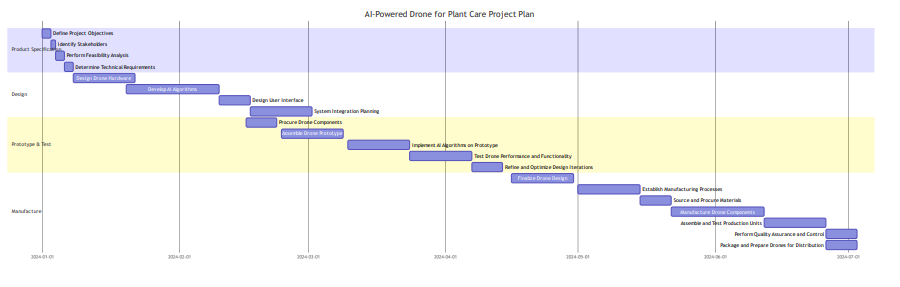 AI-Powered Drone for Plant Care Project Plan
Define Project Objectives
Identify Stakeholders
Product Specification
Perform Feasibility Analysis
Determine Technical Requirements
Design Drone Hardware
Develop AI Algorithms
Design
Design User Interface
System Integration Planning
Procure Drone Components
Assemble Drone Prototype
Prototype & Test
Implement AI Algorithms on Prototype
Test Drone Performance and Functionality
Refine and Optimize Design Iterations
Finalize Drone Design
Establish Manufacturing Processes
Source and Procure Materials
Manufacture
Manufacture Drone Components
Assemble and Test Production Units
Perform Quality Assurance and Control
Package and Prepare Drones for Distribution
2024-01-01
2024-02-01
2024-03-01
2024-04-01
2024-05-01
2024-06-01
2024-07-01